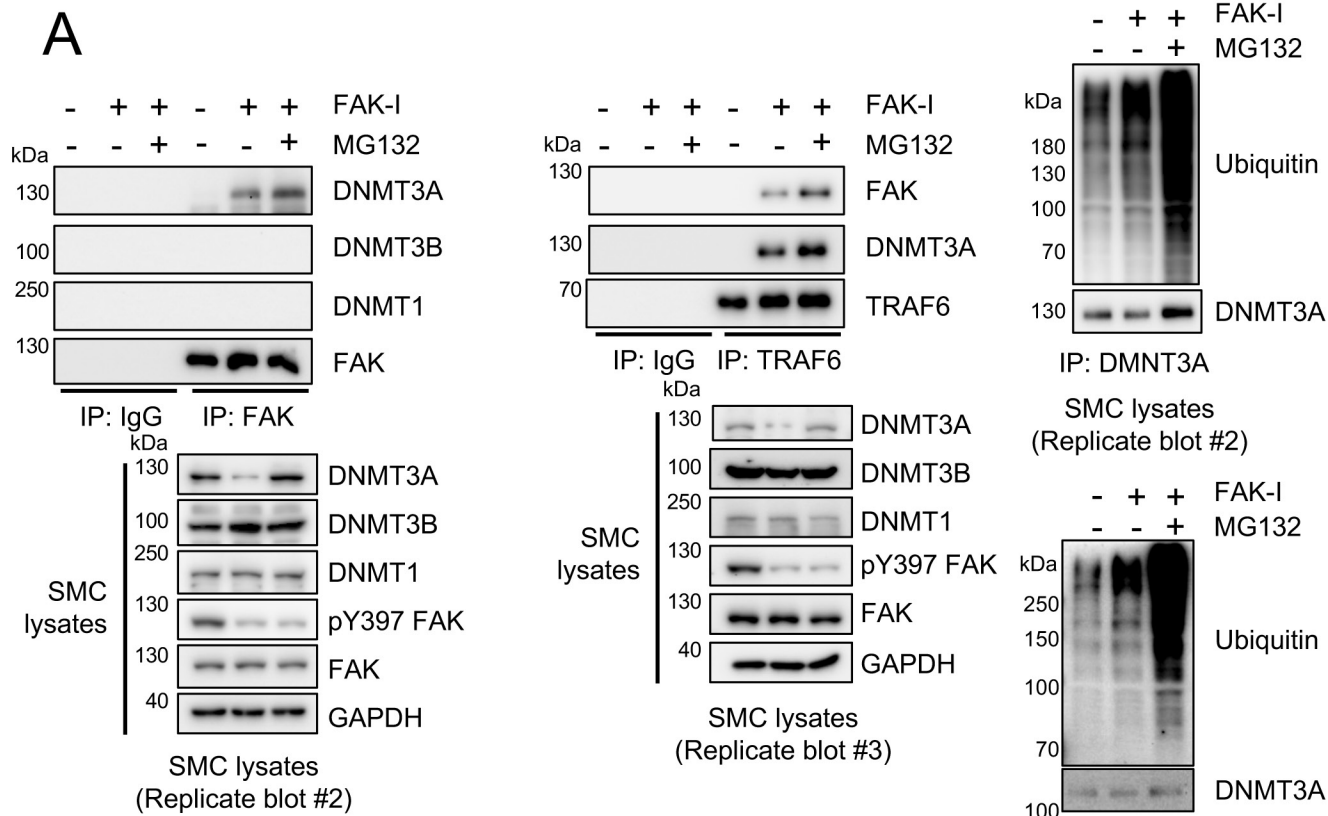 A
- + + - + + FAK-I
- - + - - + MG132
kDa
130 DNMT3A
100 DNMT3B
250 DNMT1
130 FAK
IP: IgG IP: FAK
kDa
130 DNMT3A
100 DNMT3B
250 DNMT1
130 pY397 FAK
130 FAK
40 GAPDH
SMC
lysates
SMC lysates
(Replicate blot #2)
- + + - + + FAK-I
- - + - - + MG132
kDa
130 FAK
130 DNMT3A
70 TRAF6
IP: IgG IP: TRAF6
kDa
130 DNMT3A
100 DNMT3B
250 DNMT1
130 pY397 FAK
130 FAK
40 GAPDH
SMC
lysates
SMC lysates
(Replicate blot #3)
- + + FAK-I
- - + MG132
kDa
180
130
100
70
Ubiquitin
130 DNMT3A
IP: DMNT3A
SMC lysates
(Replicate blot #2)
- + + FAK-I
- - + MG132
kDa
250
150
100
70
Ubiquitin
DNMT3A
100